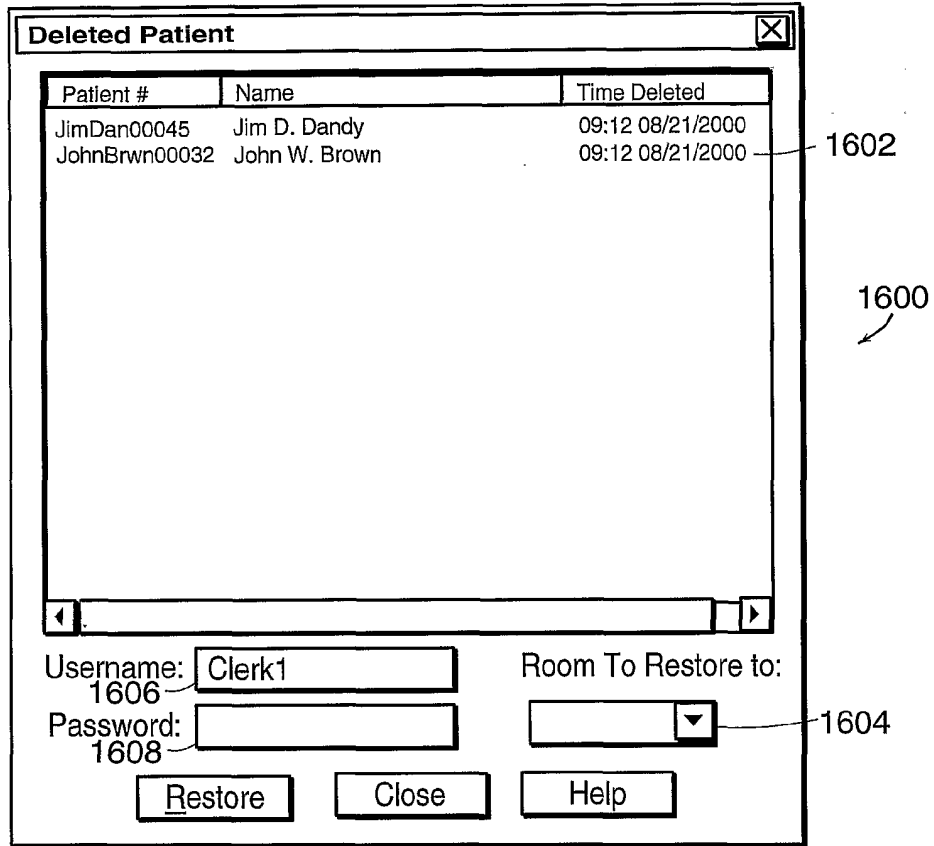 Deleted Patient
Patient # Name Time Deleted
JimDan00045 Jim D. Dandy 09:12 08/21/2000
JohnBrwn00032 John W. Brown 09:12 08/21/2000 1602
1600
Username: Clerk1 Room To Restore to:
1606
Password: 1604
1608
Restore Close Help